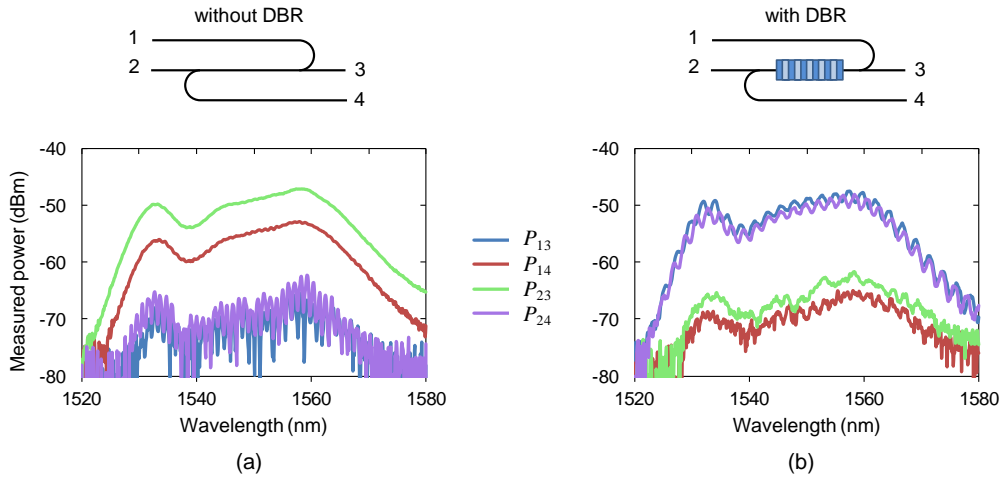 without DBR
1
2
3
4
Measured power (dBm)
-40
-50
-60
-70
-80
1520
1540
1560
1580
Wavelength (nm)
(a)
P13
P14
P23
P24
with DBR
1
2
3
4
-40
-50
-60
-70
-80
1520
1540
1560
1580
Wavelength (nm)
(b)